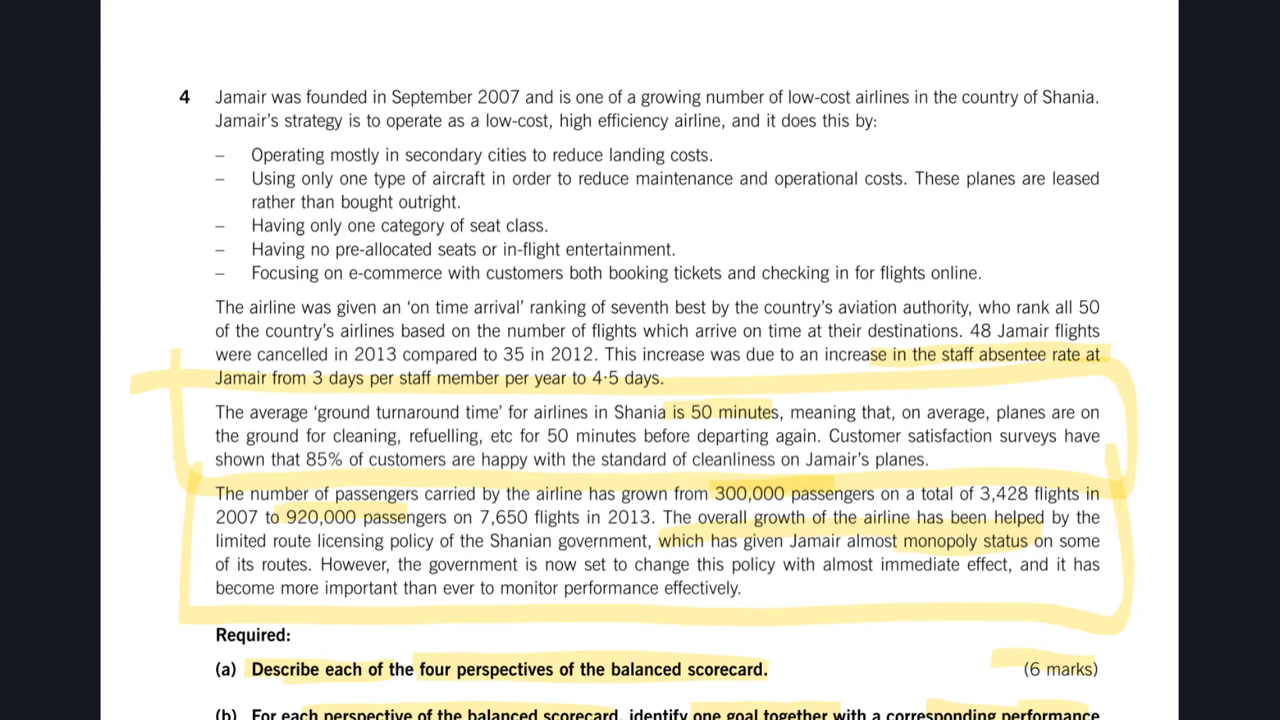 4 Jamair was founded in September 2007 and is one of a growing number of low-cost airlines in the country of Shania.
Jamair’s strategy is to operate as a low-cost, high efficiency airline, and it does this by:
– Operating mostly in secondary cities to reduce landing costs.
– Using only one type of aircraft in order to reduce maintenance and operational costs. These planes are leased
rather than bought outright.
– Having only one category of seat class.
– Having no pre-allocated seats or in-flight entertainment.
– Focusing on e-commerce with customers both booking tickets and checking in for flights online.
The airline was given an ‘on time arrival’ ranking of seventh best by the country’s aviation authority, who rank all 50
of the country’s airlines based on the number of flights which arrive on time at their destinations. 48 Jamair flights
were cancelled in 2013 compared to 35 in 2012. This increase was due to an increase in the staff absentee rate at
Jamair from 3 days per staff member per year to 4·5 days.
The average ‘ground turnaround time’ for airlines in Shania is 50 minutes, meaning that, on average, planes are on
the ground for cleaning, refuelling, etc for 50 minutes before departing again. Customer satisfaction surveys have
shown that 85% of customers are happy with the standard of cleanliness on Jamair’s planes.
The number of passengers carried by the airline has grown from 300,000 passengers on a total of 3,428 flights in
2007 to 920,000 passengers on 7,650 flights in 2013. The overall growth of the airline has been helped by the
limited route licensing policy of the Shanian government, which has given Jamair almost monopoly status on some
of its routes. However, the government is now set to change this policy with almost immediate effect, and it has
become more important than ever to monitor performance effectively.
Required:
(a) Describe each of the four perspectives of the balanced scorecard. (6 marks)
(b) For each perspective of the balanced scorecard, identify one goal together with a corresponding performance